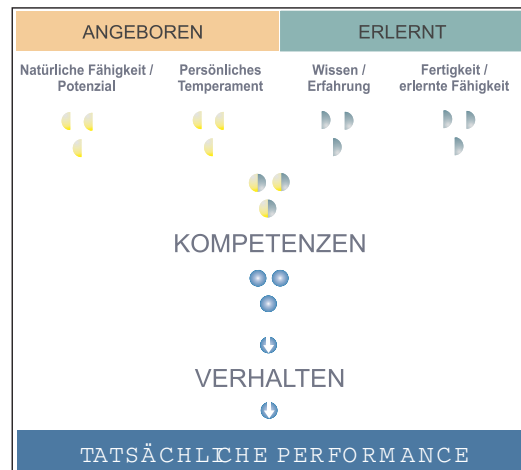 ANGEBOREN
ERLERNT
Natürliche Fähigkeit /
Potenzial
Persönliches
Temperament
Wissen /
Erfahrung
Fertigkeit /
erlernte Fähigkeit
KOMPETENZEN
VERHALTEN
TATSÄCHLICHE PERFORMANCE